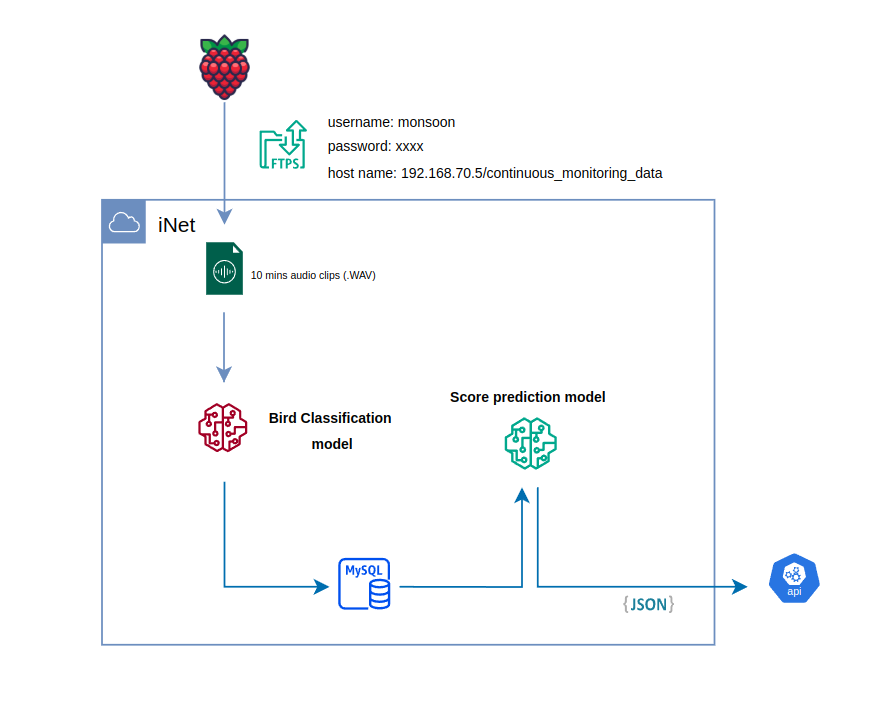 username: monsoon
password: xxxx
FTPS
host name: 192.168.70.5/continuous_monitoring_data
iNet
10 mins audio clips (.WAV)
Score prediction model
Bird Classification
model
MySQL
api
{JSON}